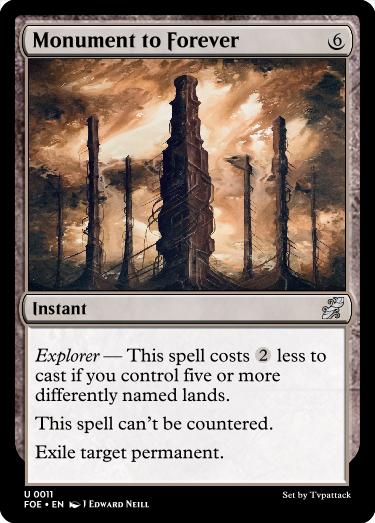 Monument to Forever 6
Instant
Explorer — This spell costs 2 less to
cast if you control five or more
differently named lands.
This spell can't be countered.
Exile target permanent.
U 0011
FOE • EN J Edward Neill
Set by Tvpattack